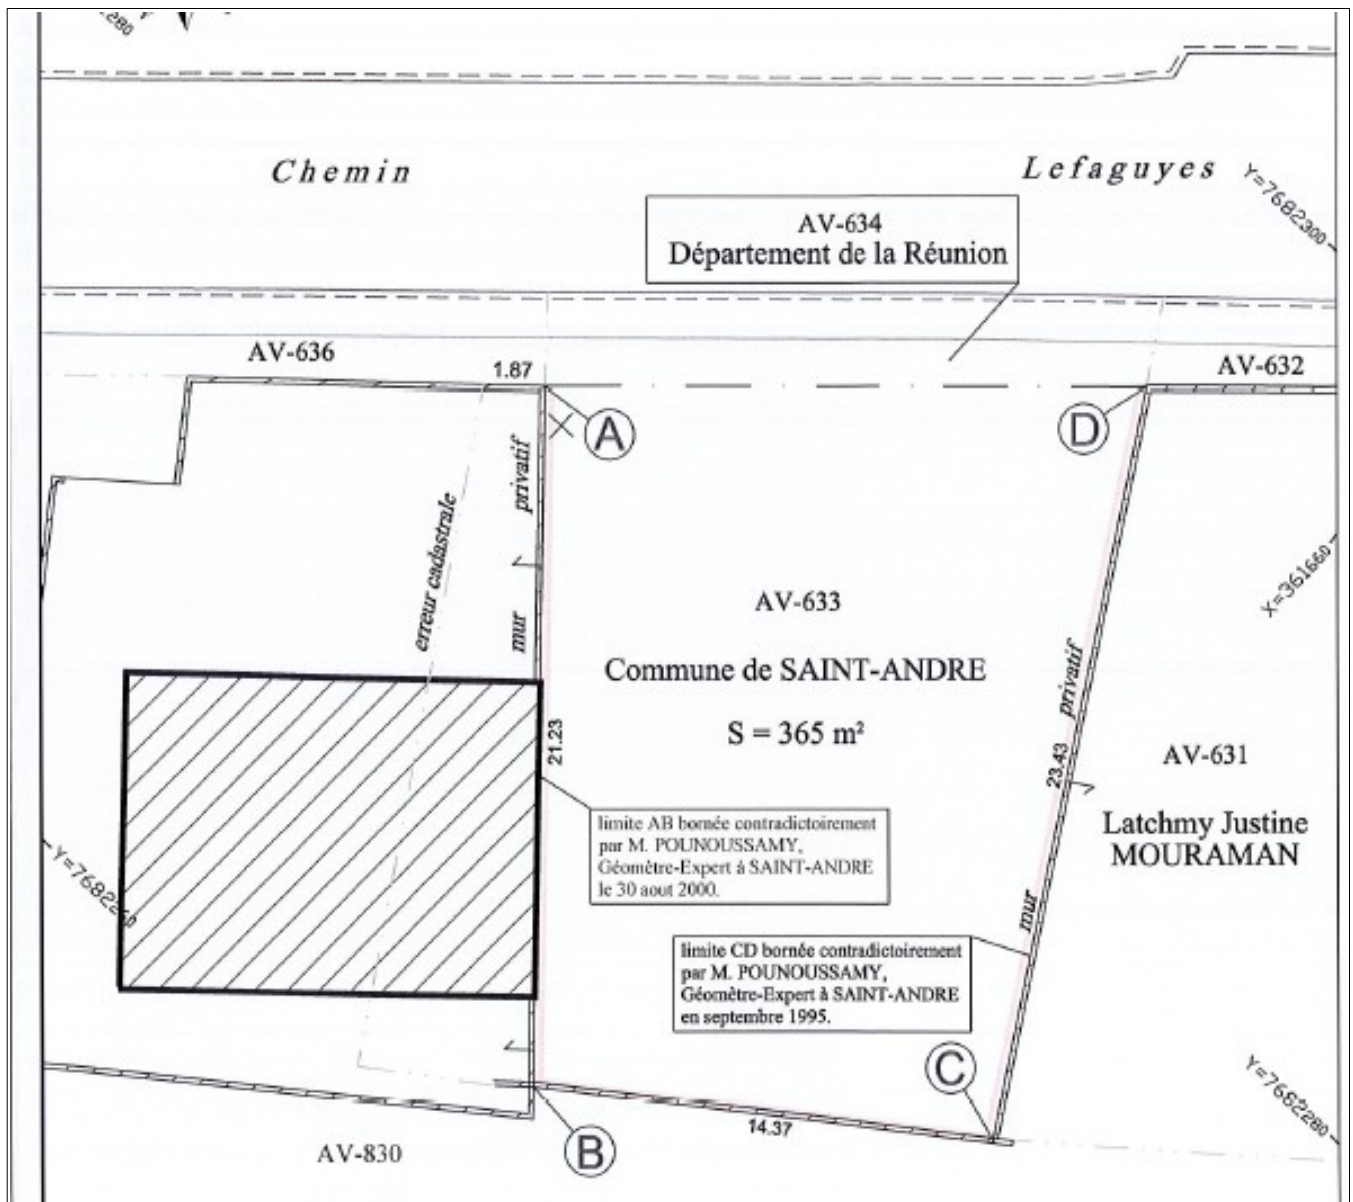 Chemin
Lefaguyes
Y=7682300
AV-634
Département de la Réunion
AV-636
1.87
AV-632
A
D
privatif
erreur cadastrale
mur
X=361660
AV-633
Commune de SAINT-ANDRE
S = 365 m²
privatif
21.23
23.43
AV-631
Latchmy Justine
MOURAMAN
limite AB bornée contradictoirement
par M. POUNOUSSAMY,
Géomètre-Expert à SAINT-ANDRE
le 30 aout 2000.
mur
limite CD bornée contradictoirement
par M. POUNOUSSAMY,
Géomètre-Expert à SAINT-ANDRE
en septembre 1995.
C
Y=7682280
14.37
B
AV-830